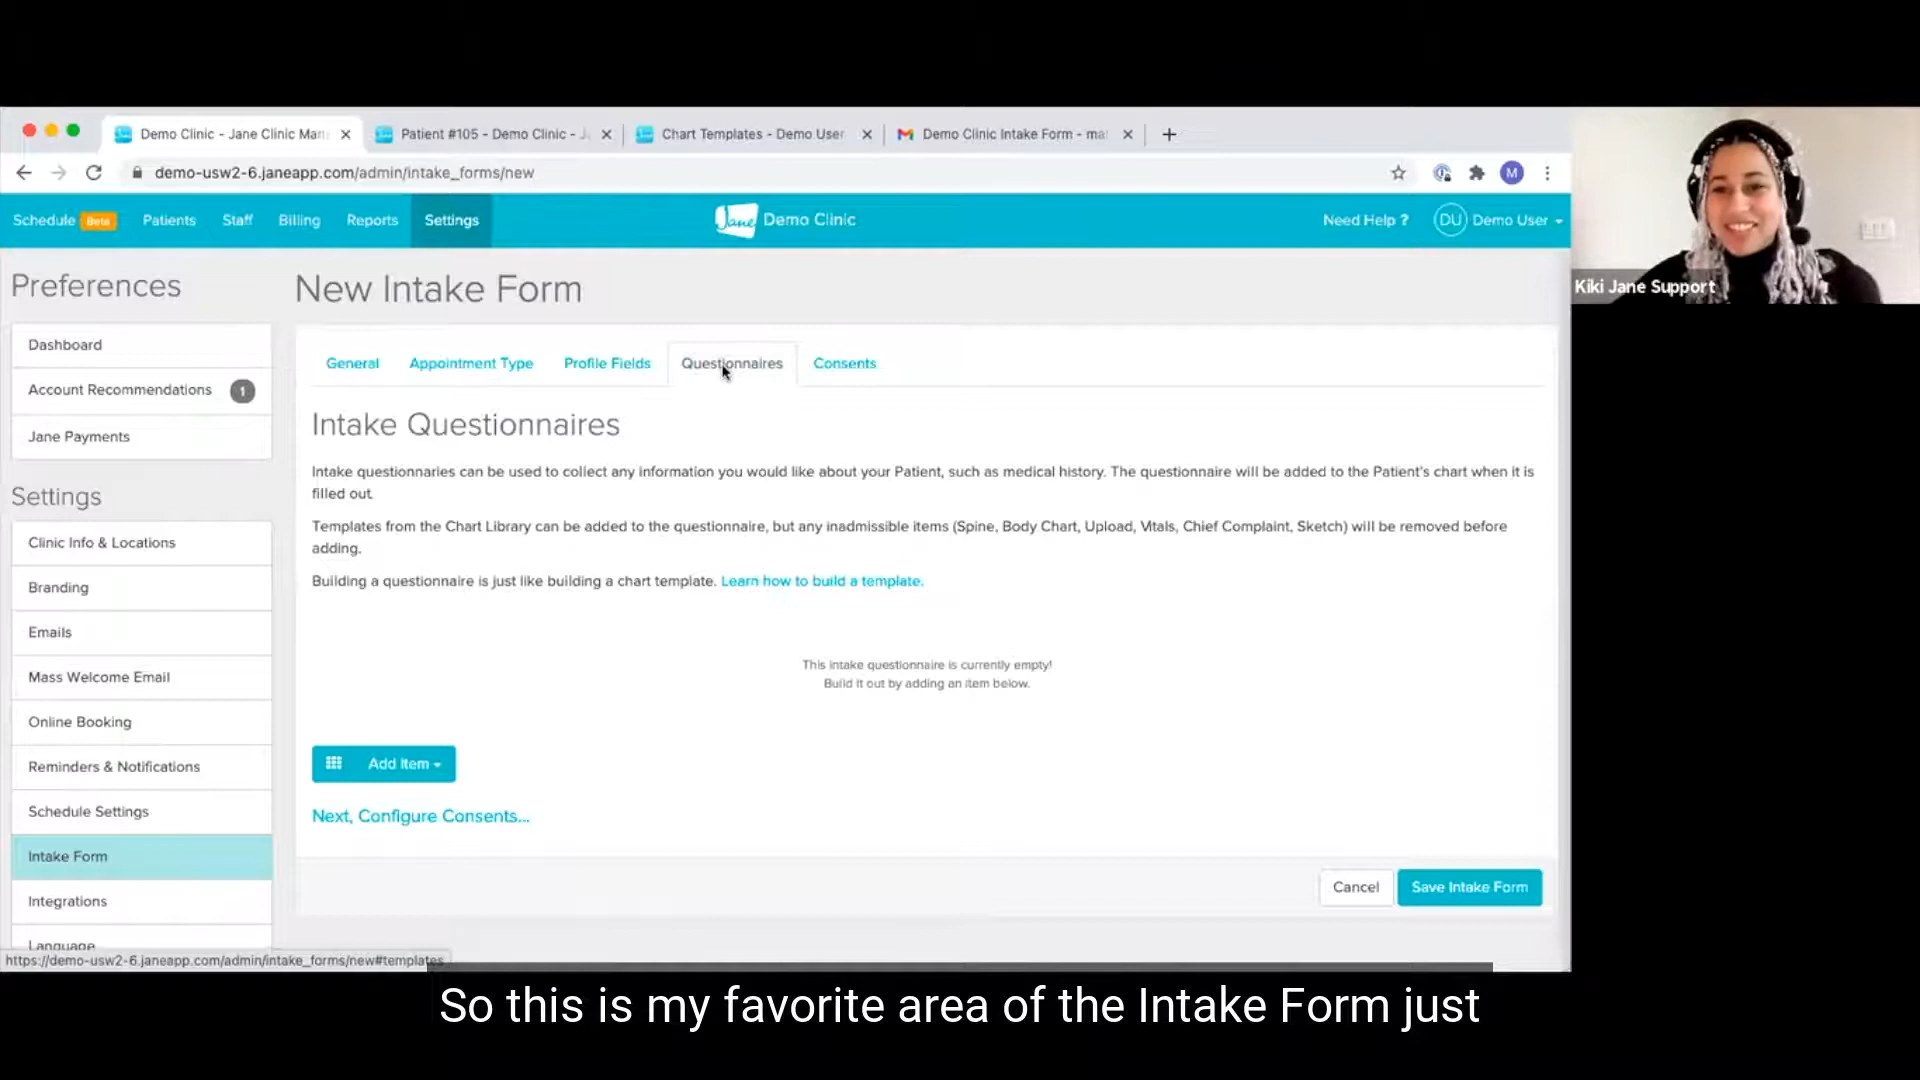 Demo Clinic - Jane Clinic Man
Patient #105 - Demo Clinic - J
Chart Templates - Demo User
Demo Clinic Intake Form - ma
demo-usw2-6.janeapp.com/admin/intake_forms/new
M
Schedule Beta Patients Staff Billing Reports Settings
Jane Demo Clinic
Need Help ? DU Demo User
Kiki Jane Support
Preferences
Dashboard
Account Recommendations 1
Jane Payments
Settings
Clinic Info & Locations
Branding
Emails
Mass Welcome Email
Online Booking
Reminders & Notifications
Schedule Settings
Intake Form
Integrations
Language
New Intake Form
General Appointment Type Profile Fields Questionnaires Consents
Intake Questionnaires
Intake questionnaries can be used to collect any information you would like about your Patient, such as medical history. The questionnaire will be added to the Patient's chart when it is
filled out.
Templates from the Chart Library can be added to the questionnaire, but any inadmissible items (Spine, Body Chart, Upload, Vitals, Chief Complaint, Sketch) will be removed before
adding.
Building a questionnaire is just like building a chart template. Learn how to build a template.
This intake questionnaire is currently empty!
Build it out by adding an item below.
Add Item
Next, Configure Consents...
Cancel Save Intake Form
https://demo-usw2-6.janeapp.com/admin/intake_forms/new#templates
So this is my favorite area of the Intake Form just